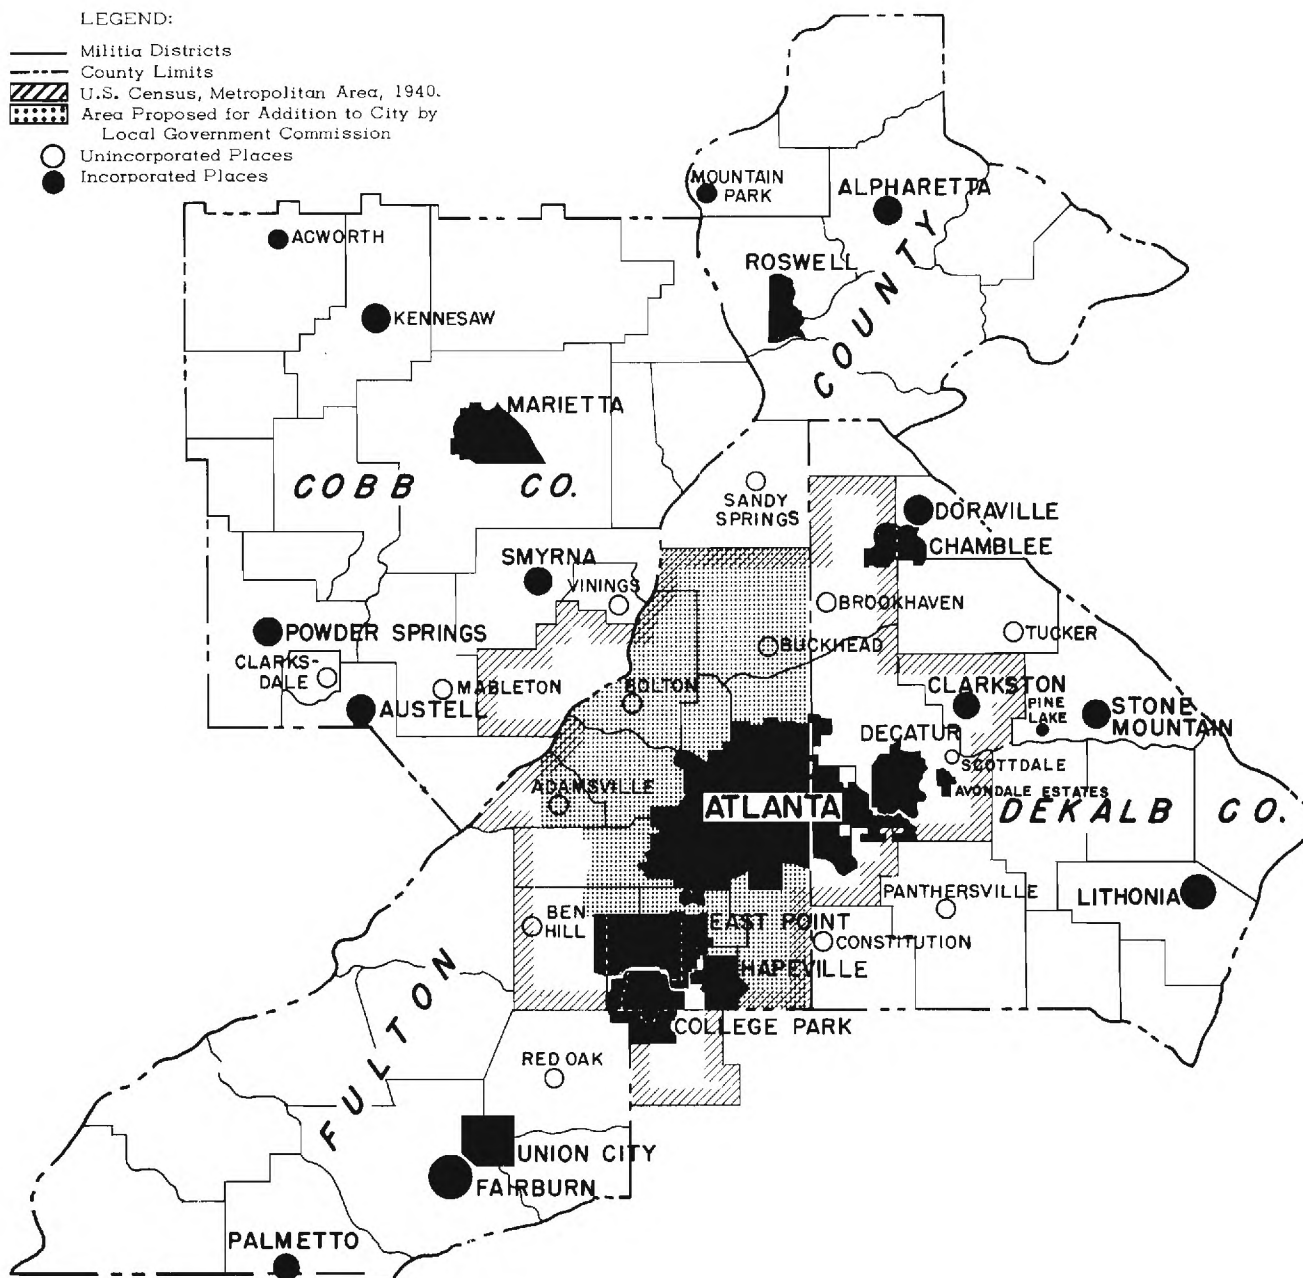 LEGEND:
Militia Districts
County Limits
U.S. Census, Metropolitan Area, 1940.
Area Proposed for Addition to City by
Local Government Commission
Unincorporated Places
Incorporated Places
MOUNTAIN
PARK
ALPHARETTA
ACWORTH
ROSWELL
COUNTY
KENNESAW
MARIETTA
COBB CO.
SANDY
SPRINGS
DORAVILLE
CHAMBLEE
SMYRNA
VININGS
BROOKHAVEN
TUCKER
POWDER SPRINGS
BUCKHEAD
CLARKS-
DALE
MABLETON
BOLTON
CLARKSTON
PINE
LAKE
STONE
MOUNTAIN
AUSTELL
DECATUR
SCOTTDALE
ADAMSVILLE
AVONDALE ESTATES
ATLANTA
DEKALB CO.
PANTHERSVILLE
LITHONIA
BEN
HILL
EAST POINT
CONSTITUTION
HAPEVILLE
FULTON
COLLEGE PARK
RED OAK
UNION CITY
FAIRBURN
PALMETTO